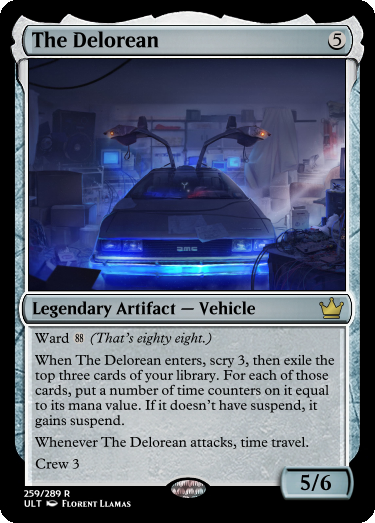 The Delorean 5
DMC
Legendary Artifact — Vehicle
Ward 88 (That's eighty eight.)
When The Delorean enters, scry 3, then exile the
top three cards of your library. For each of those
cards, put a number of time counters on it equal
to its mana value. If it doesn't have suspend, it
gains suspend.
Whenever The Delorean attacks, time travel.
Crew 3
5/6
259/289 R
ULT Florent Llamas